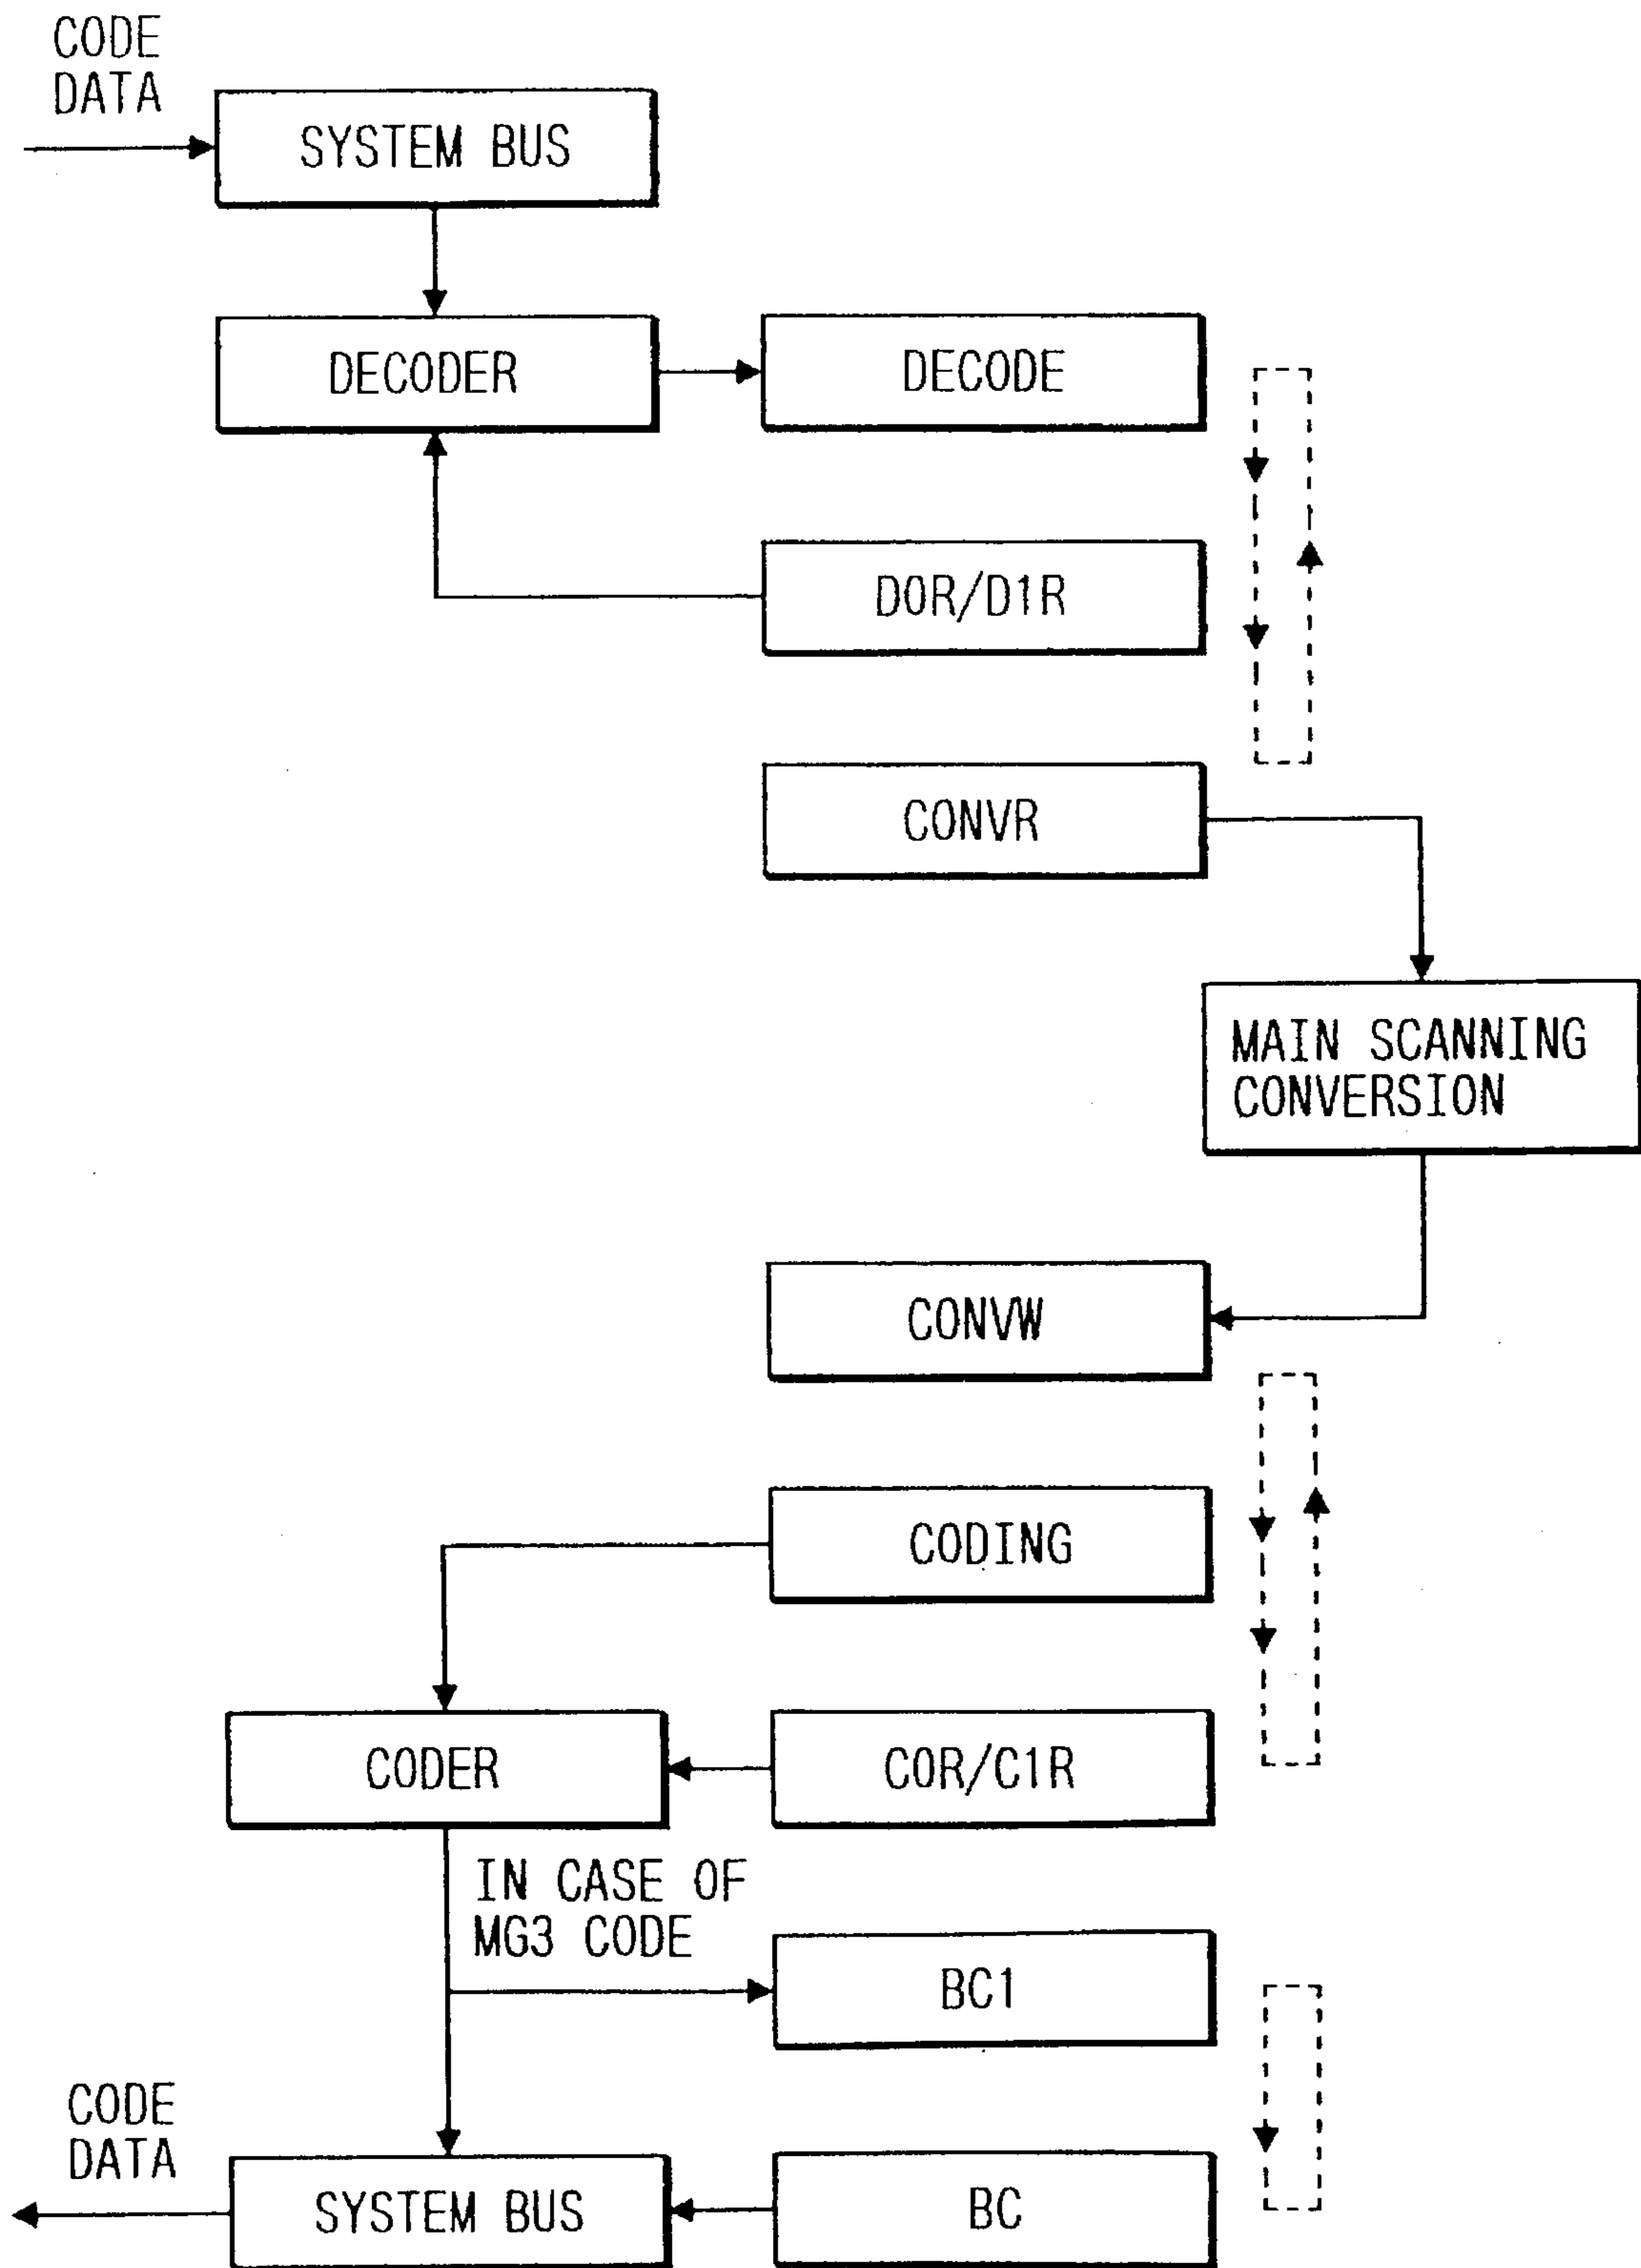 CODE
DATA
SYSTEM BUS
DECODER
DECODE
D0R/D1R
CONVR
MAIN SCANNING
CONVERSION
CONVW
CODING
CODER
C0R/C1R
IN CASE OF
MG3 CODE
BC1
CODE
DATA
SYSTEM BUS
BC